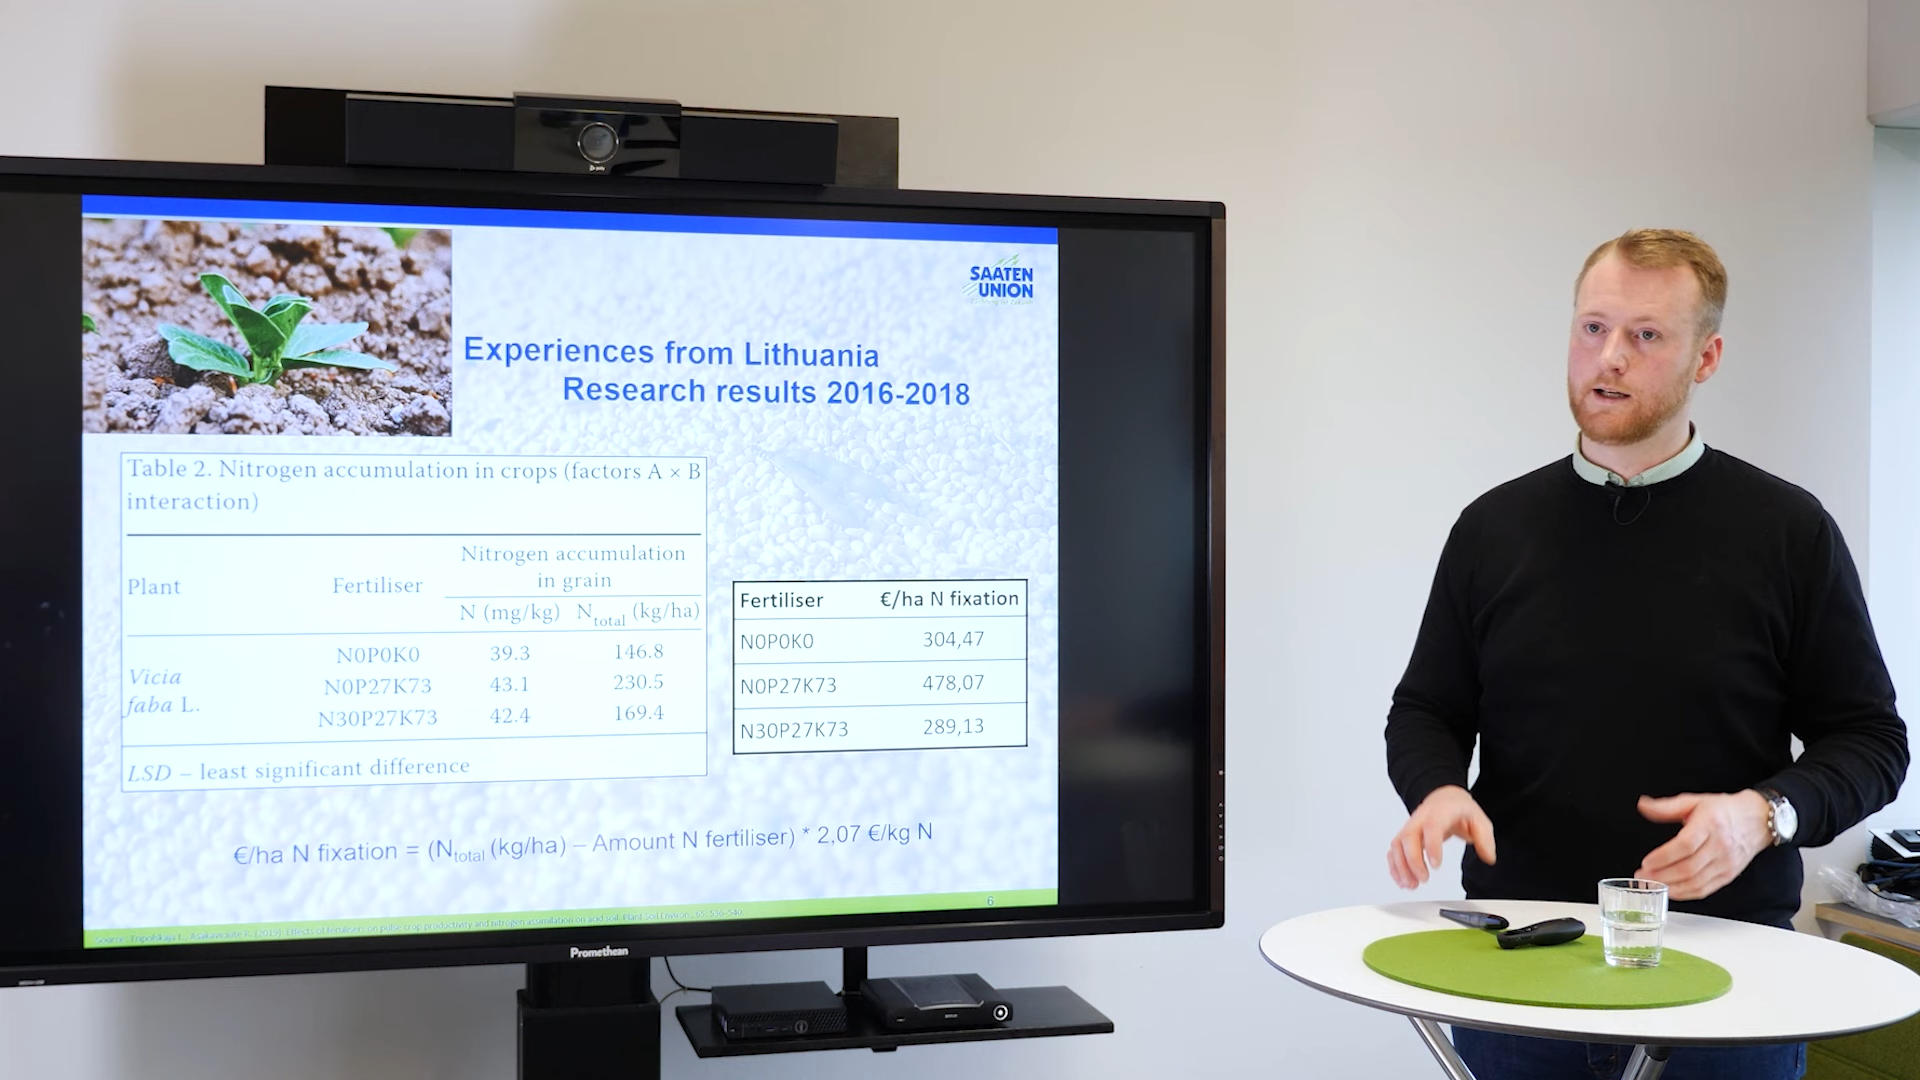 SAATEN
UNION
Experiences from Lithuania
Research results 2016-2018
Table 2. Nitrogen accumulation in crops (factors A × B
interaction)
Plant Fertiliser Nitrogen accumulation
in grain
N (mg/kg) Ntotal (kg/ha)
Vicia
faba L.
N0P0K0 39.3 146.8
N0P27K73 43.1 230.5
N30P27K73 42.4 169.4
LSD – least significant difference
Fertiliser €/ha N fixation
N0P0K0 304,47
N0P27K73 478,07
N30P27K73 289,13
€/ha N fixation = (Ntotal (kg/ha) – Amount N fertiliser) * 2,07 €/kg N
6
Promethean